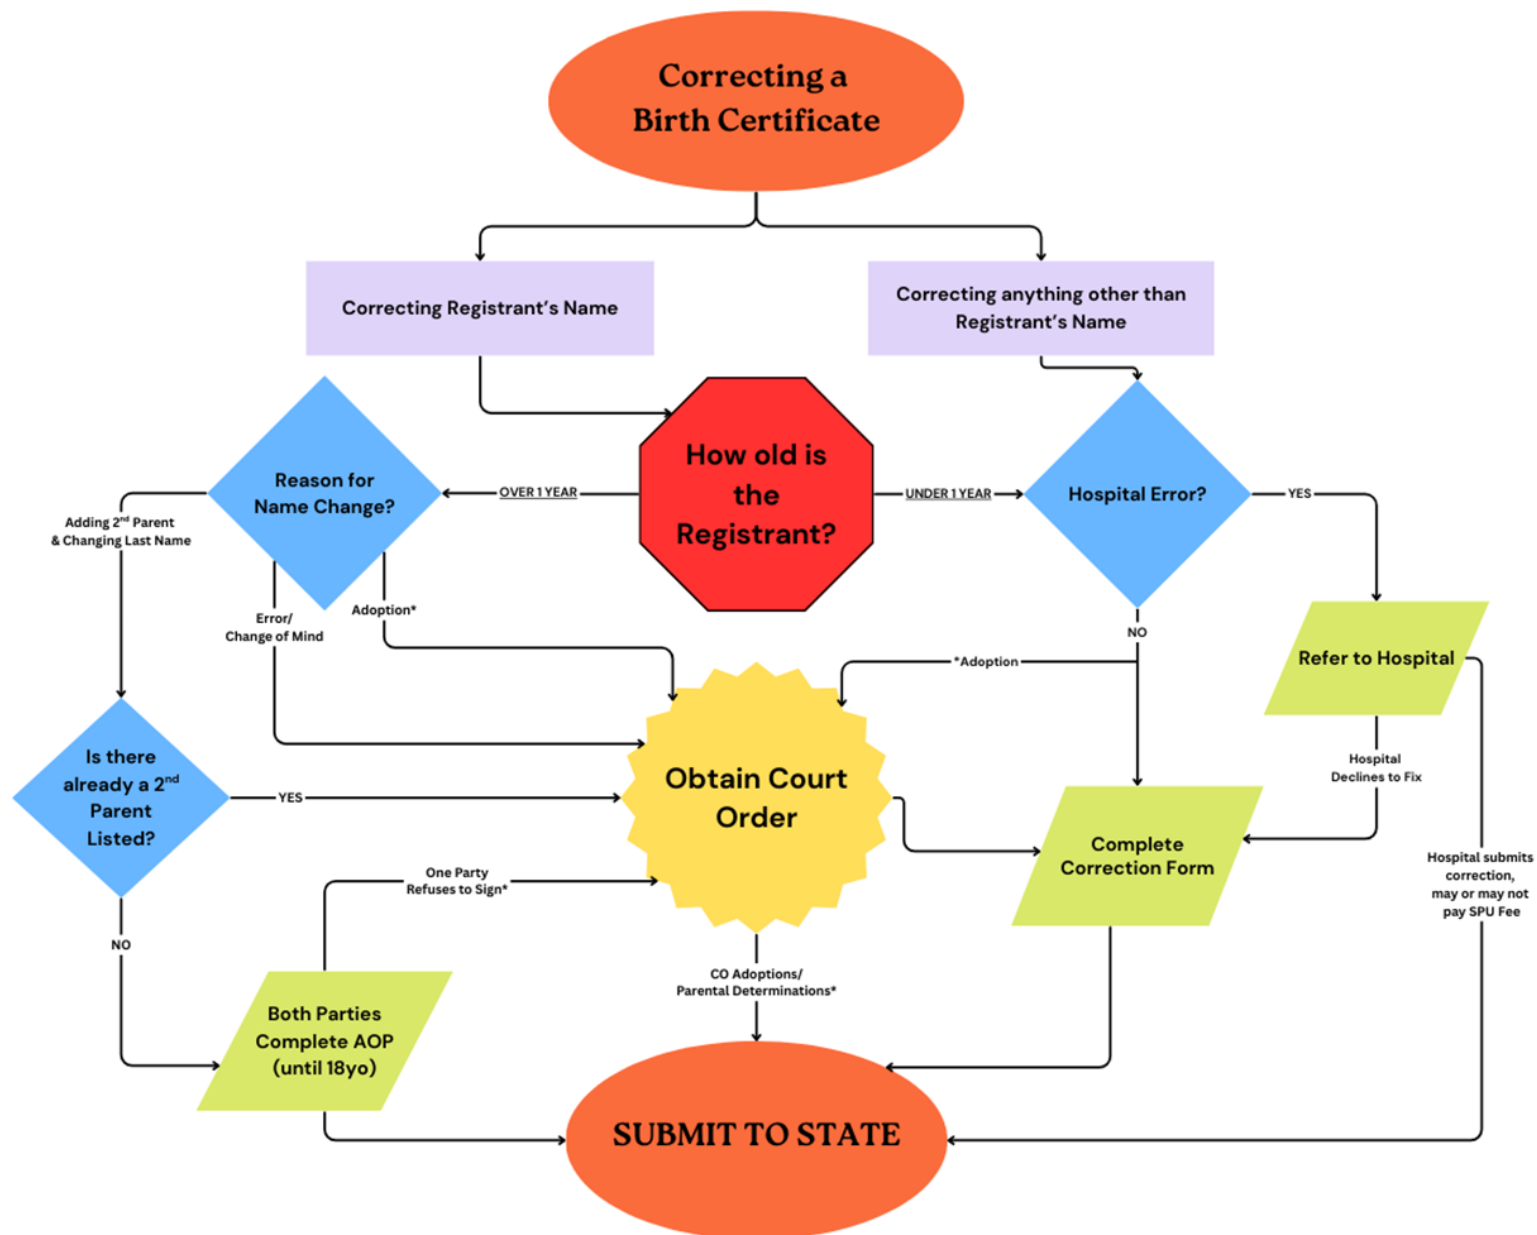 Correcting a
Birth Certificate
Correcting Registrant's Name
Correcting anything other than
Registrant's Name
How old is
the
Registrant?
Reason for
Name Change?
OVER 1 YEAR
UNDER 1 YEAR
Hospital Error?
YES
Adding 2nd Parent
& Changing Last Name
Error/
Change of Mind
Adoption*
NO
*Adoption
Refer to Hospital
Is there
already a 2nd
Parent
Listed?
YES
Obtain Court
Order
Hospital
Declines to Fix
Complete
Correction Form
Hospital submits
correction,
may or may not
pay SPU Fee
One Party
Refuses to Sign*
NO
CO Adoptions/
Parental Determinations*
Both Parties
Complete AOP
(until 18yo)
SUBMIT TO STATE